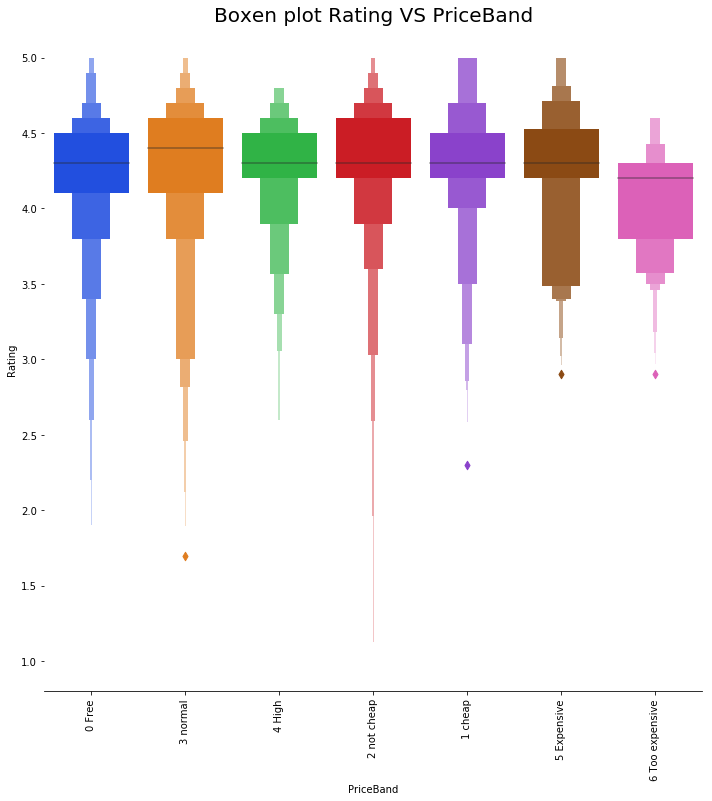 Boxen plot Rating VS PriceBand
5.0
4.5
4.0
3.5
3.0
2.5
2.0
1.5
1.0
Rating
0 Free
3 normal
4 High
2 not cheap
1 cheap
5 Expensive
6 Too expensive
PriceBand